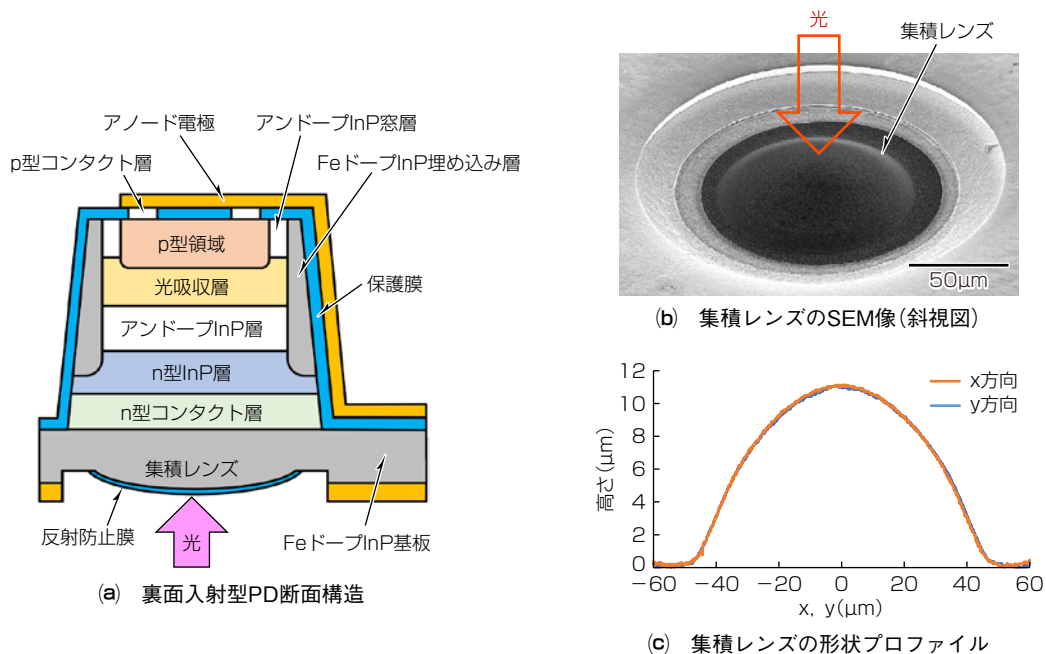 アノード電極
アンドープInP窓層
p型コンタクト層
FeドープInP埋め込み層
p型領域
光吸収層
保護膜
アンドープInP層
n型InP層
n型コンタクト層
集積レンズ
反射防止膜
光
FeドープInP基板
(a) 裏面入射型PD断面構造
光
集積レンズ
50μm
(b) 集積レンズのSEM像(斜視図)
12
10
8
6
4
2
0
高さ(μm)
x方向
y方向
−60 −40 −20 0 20 40 60
x, y(μm)
(c) 集積レンズの形状プロファイル